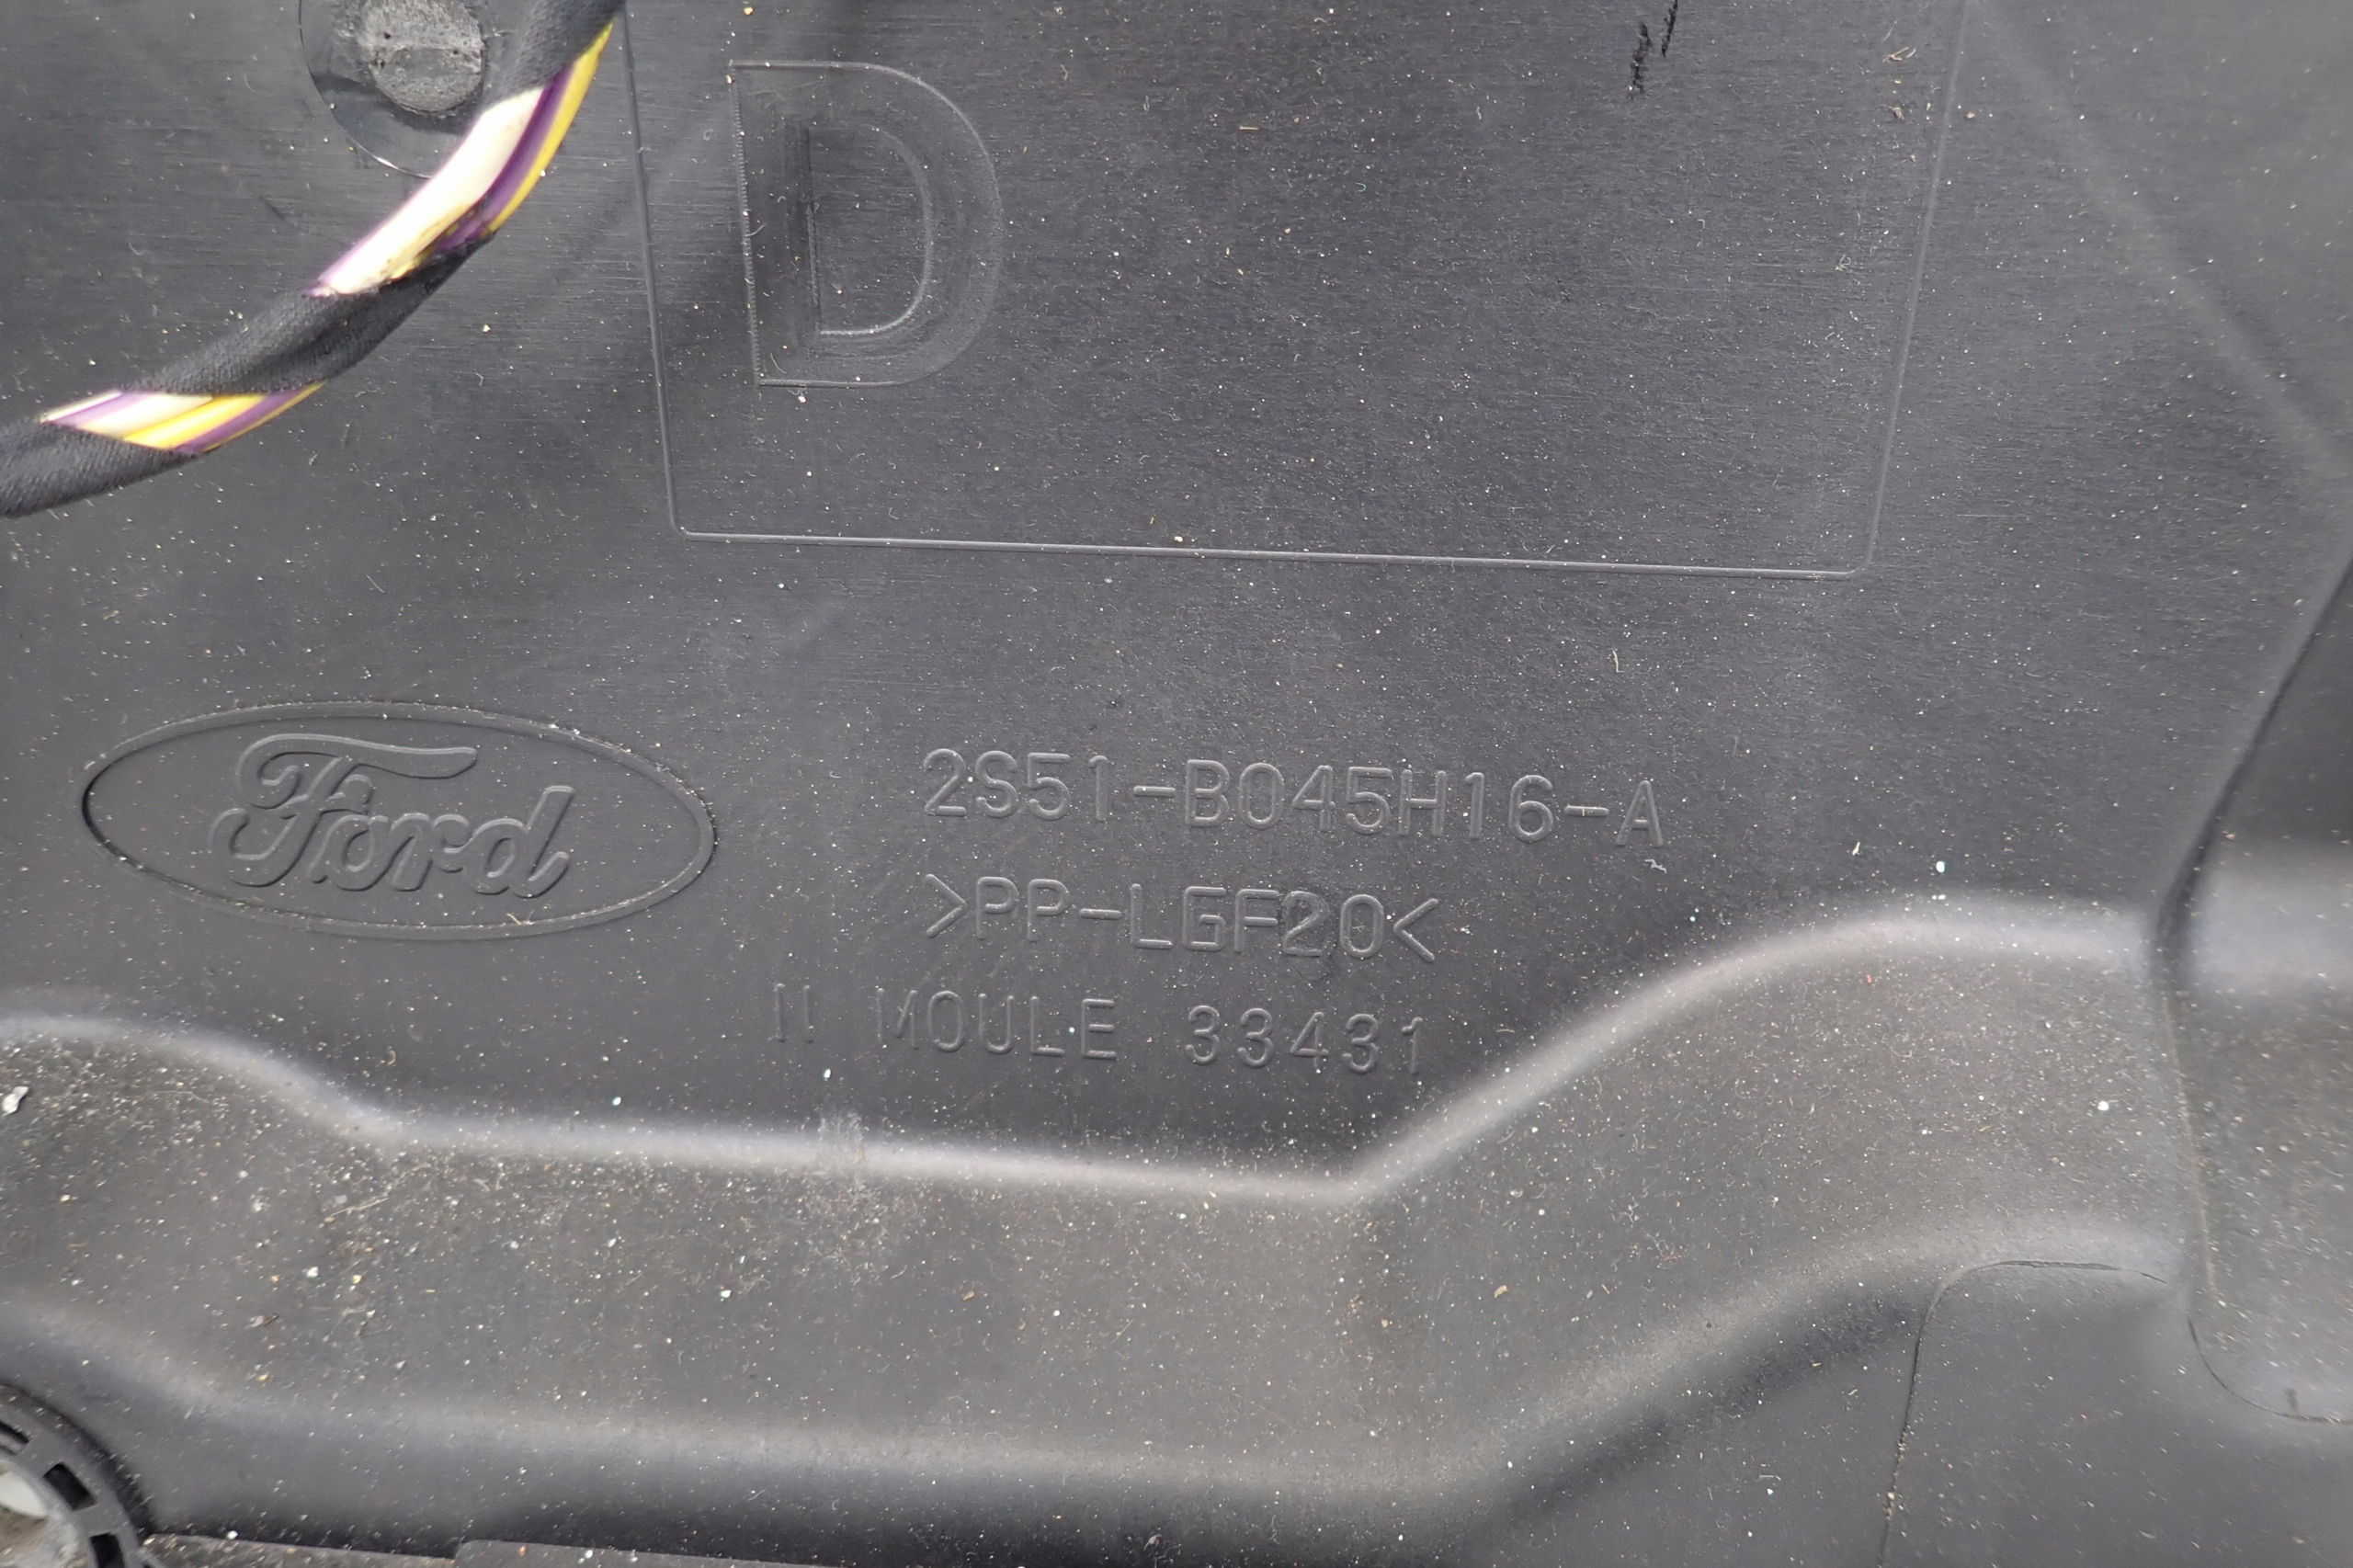 D
Ford
2S51-B045H16-A
>PP-LGF20<
N MOULE 33431